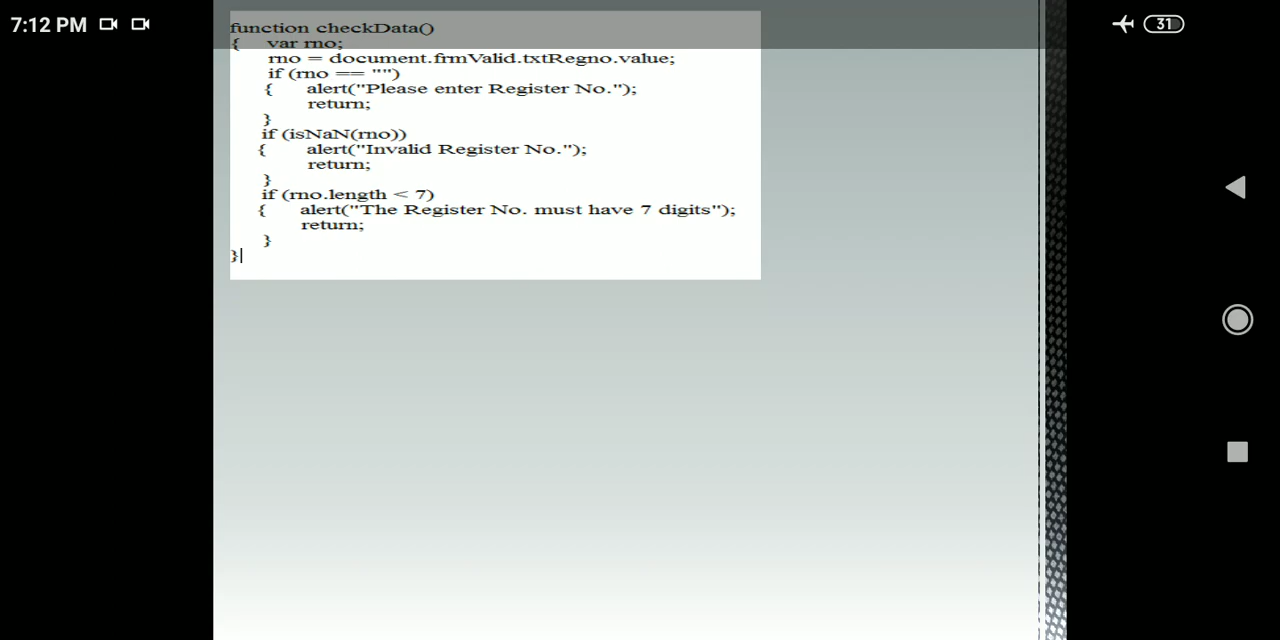 7:12 PM
31
function checkData()
{ var rno;
rno = document.frmValid.txtRegno.value;
if (rno == "")
{ alert("Please enter Register No.");
return;
}
if (isNaN(rno))
{ alert("Invalid Register No.");
return;
}
if (rno.length < 7)
{ alert("The Register No. must have 7 digits");
return;
}
}